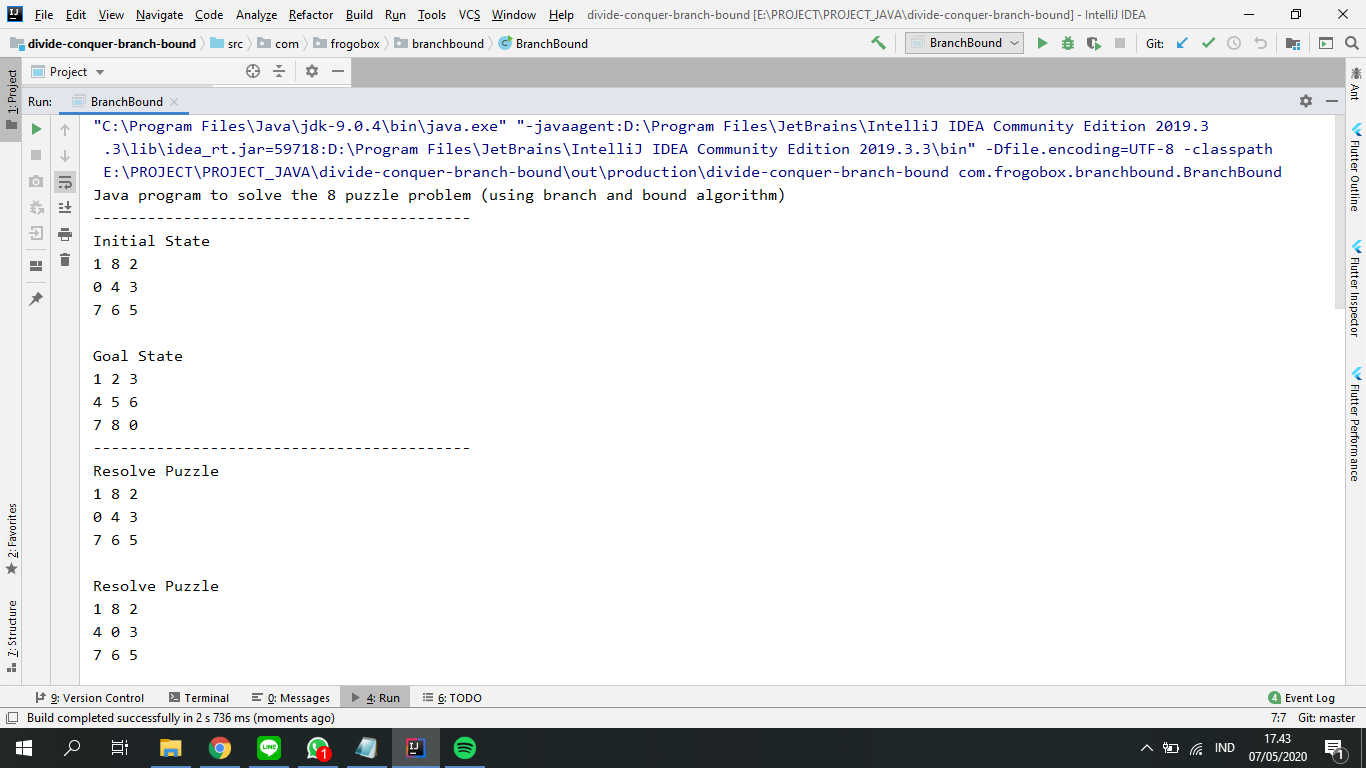 File Edit View Navigate Code Analyze Refactor Build Run Tools VCS Window Help divide-conquer-branch-bound [E:\PROJECT\PROJECT_JAVA\divide-conquer-branch-bound] - IntelliJ IDEA
divide-conquer-branch-bound src com frogobox branchbound BranchBound BranchBound Git:
Project
Run: BranchBound
"C:\Program Files\Java\jdk-9.0.4\bin\java.exe" "-javaagent:D:\Program Files\JetBrains\IntelliJ IDEA Community Edition 2019.3
.3\lib\idea_rt.jar=59718:D:\Program Files\JetBrains\IntelliJ IDEA Community Edition 2019.3.3\bin" -Dfile.encoding=UTF-8 -classpath
E:\PROJECT\PROJECT_JAVA\divide-conquer-branch-bound\out\production\divide-conquer-branch-bound com.frogobox.branchbound.BranchBound
Java program to solve the 8 puzzle problem (using branch and bound algorithm)
------------------------------------------
Initial State
1 8 2
0 4 3
7 6 5
Goal State
1 2 3
4 5 6
7 8 0
------------------------------------------
Resolve Puzzle
1 8 2
0 4 3
7 6 5
Resolve Puzzle
1 8 2
4 0 3
7 6 5
1: Project
2: Favorites
7: Structure
Ant
Flutter Outline
Flutter Inspector
Flutter Performance
9: Version Control Terminal 0: Messages 4: Run 6: TODO 4 Event Log
Build completed successfully in 2 s 736 ms (moments ago) 7:7 Git: master
LINE 1 IJ IND 17.43
07/05/2020 1